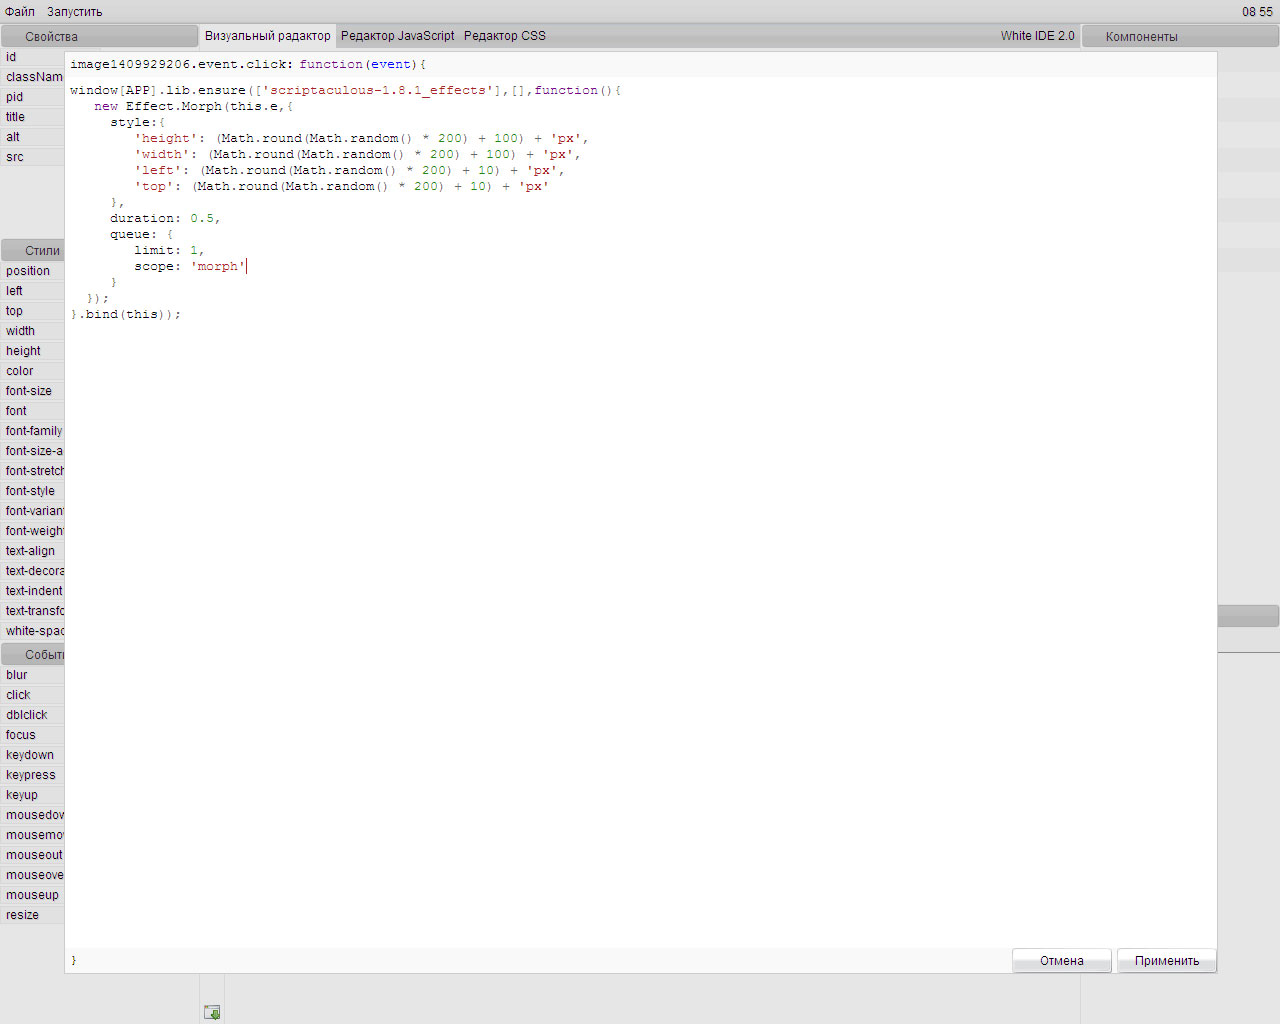 Файл Запустить 08 55
Свойства Визуальный радактор Редактор JavaScript Редактор CSS White IDE 2.0 Компоненты
id
className
pid
title
alt
src
Стили
position
left
top
width
height
color
font-size
font
font-family
font-size-a
font-stretch
font-style
font-variant
font-weight
text-align
text-decora
text-indent
text-transfo
white-spac
Событ
blur
click
dblclick
focus
keydown
keypress
keyup
mousedow
mousemov
mouseout
mouseove
mouseup
resize
image1409929206.event.click: function(event){
window[APP].lib.ensure(['scriptaculous-1.8.1_effects'],[],function(){
new Effect.Morph(this.e,{
style:{
'height': (Math.round(Math.random() * 200) + 100) + 'px',
'width': (Math.round(Math.random() * 200) + 100) + 'px',
'left': (Math.round(Math.random() * 200) + 10) + 'px',
'top': (Math.round(Math.random() * 200) + 10) + 'px'
},
duration: 0.5,
queue: {
limit: 1,
scope: 'morph'
}
});
}.bind(this));
}
Отмена Применить